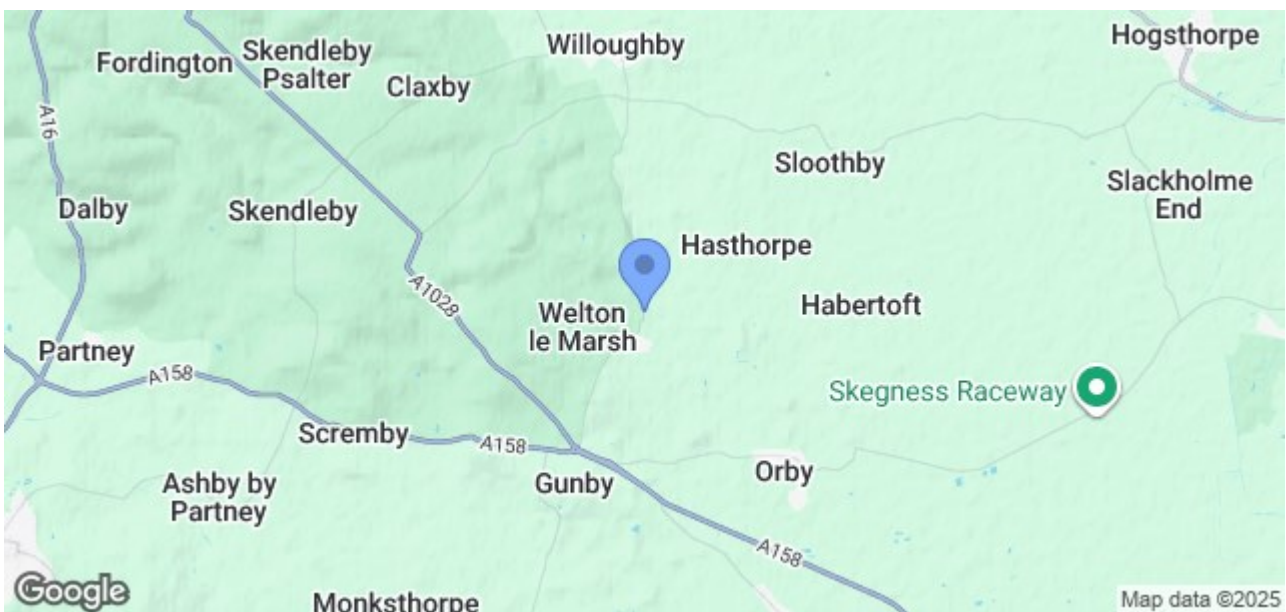 Willoughby
Hogsthorpe
Fordington
Skendleby
Psalter
Claxby
A16
Sloothby
Slackholme
End
Dalby
Skendleby
Hasthorpe
A1028
Welton
le Marsh
Habertoft
Partney
A158
Skegness Raceway
Scremby
A158
Orby
Gunby
Ashby by
Partney
A158
Monksthorpe
Google
Map data ©2025